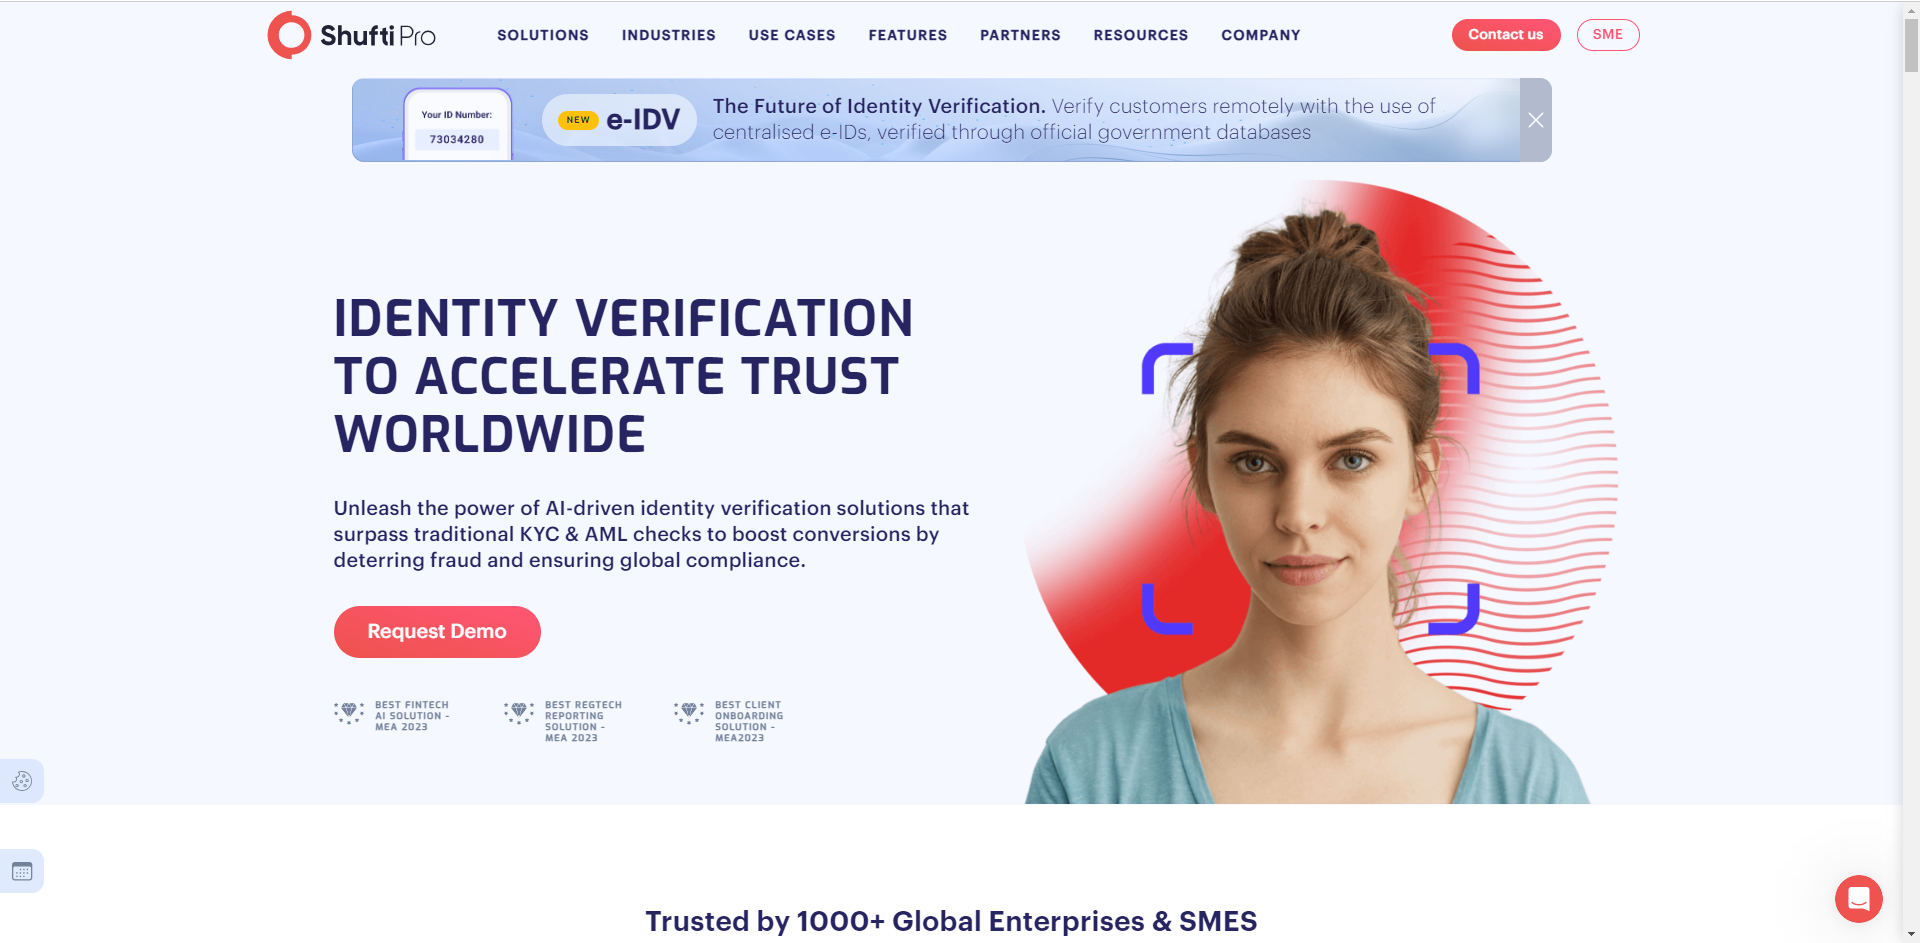 Shufti Pro
SOLUTIONS
INDUSTRIES
USE CASES
FEATURES
PARTNERS
RESOURCES
COMPANY
Contact us
SME
Your ID Number:
73034280
NEW
e-IDV
The Future of Identity Verification. Verify customers remotely with the use of
centralised e-IDs, verified through official government databases
IDENTITY VERIFICATION
TO ACCELERATE TRUST
WORLDWIDE
Unleash the power of AI-driven identity verification solutions that
surpass traditional KYC & AML checks to boost conversions by
deterring fraud and ensuring global compliance.
Request Demo
BEST FINTECH
AI SOLUTION -
MEA 2023
BEST REGTECH
REPORTING
SOLUTION -
MEA 2023
BEST CLIENT
ONBOARDING
SOLUTION -
MEA2023
Trusted by 1000+ Global Enterprises & SMES